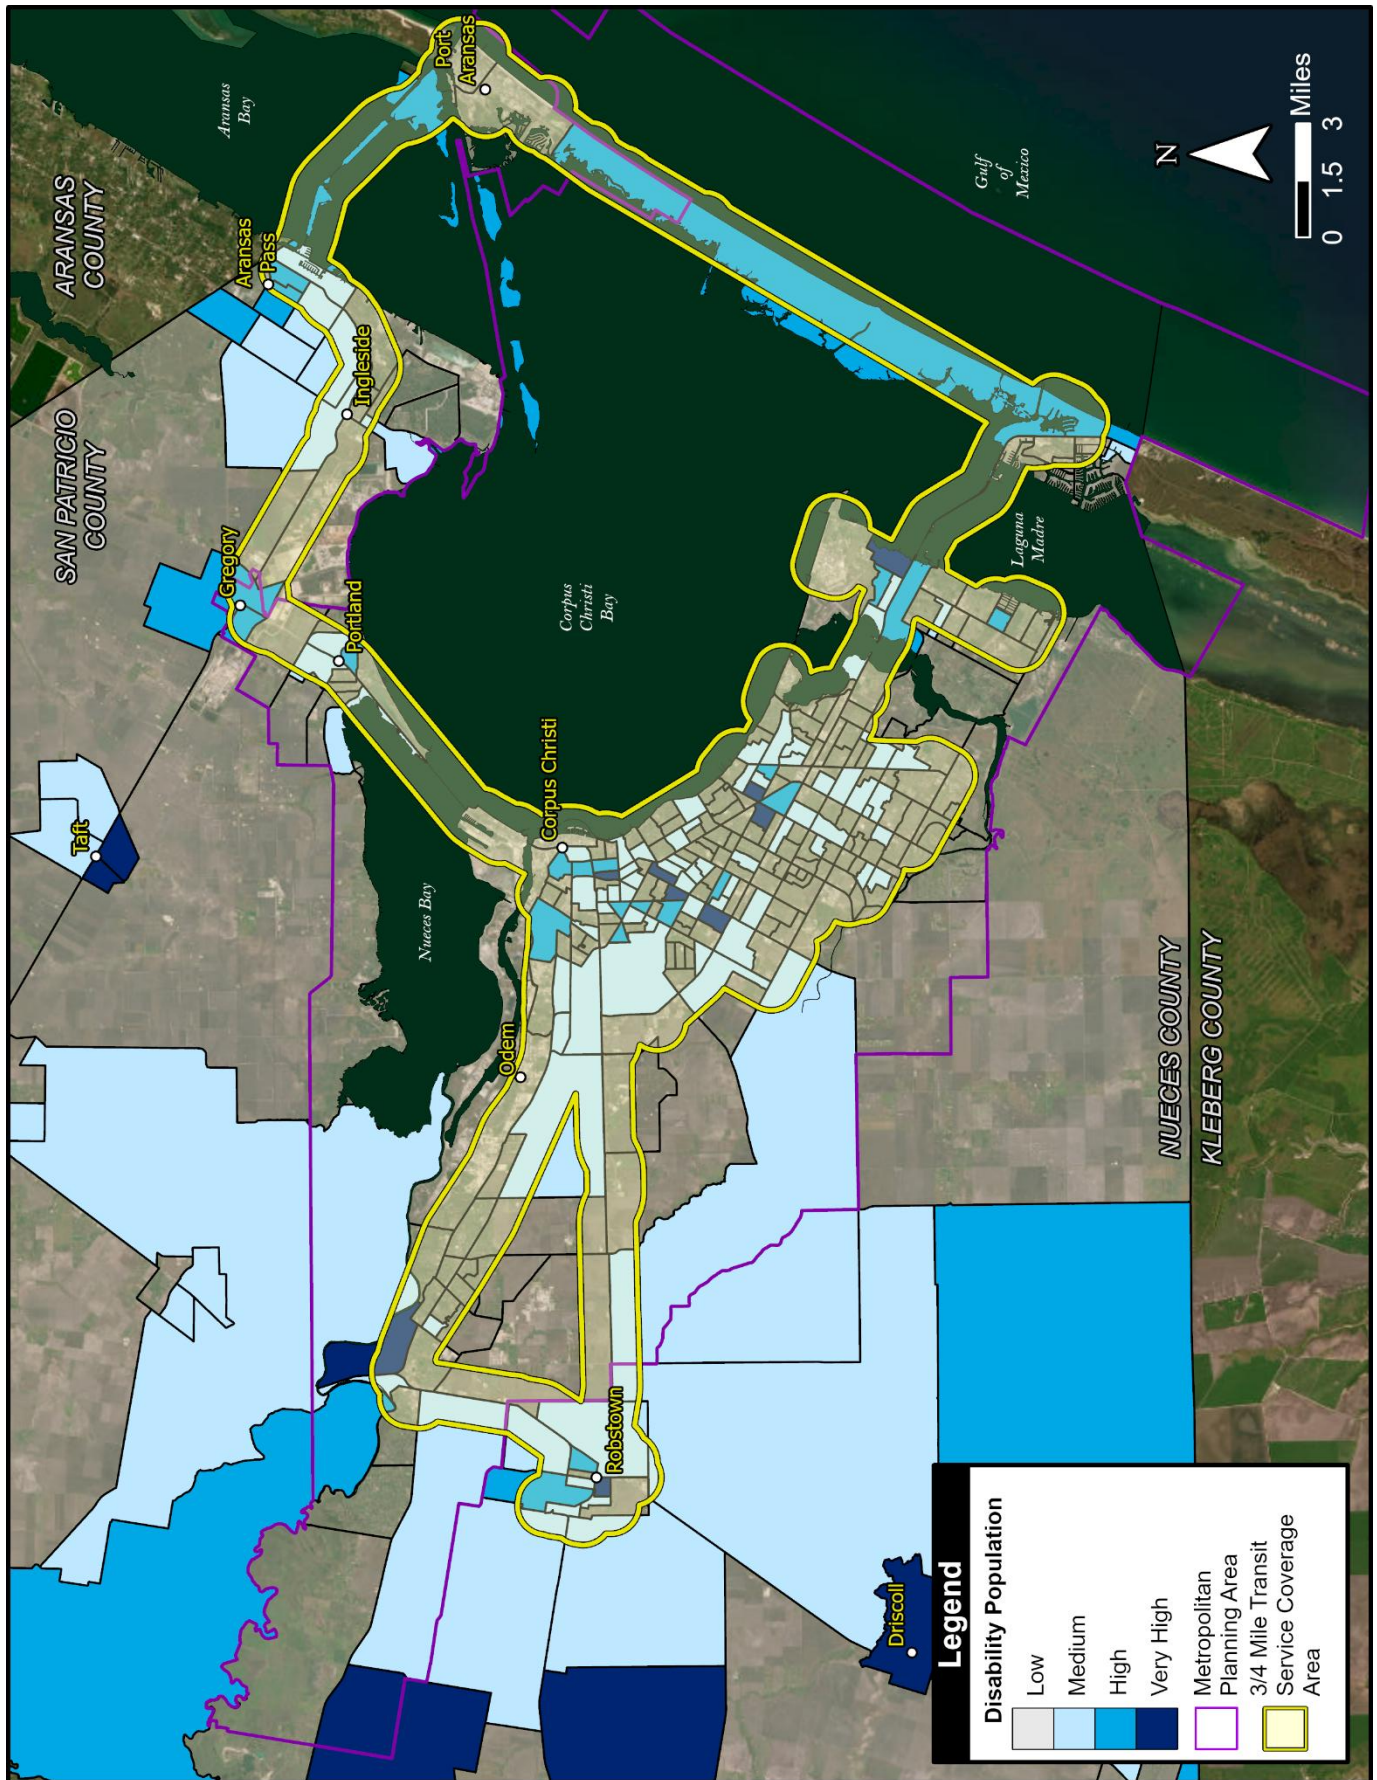 ARANSAS
COUNTY
SAN PATRICIO
COUNTY
Aransas
Bay
Port
Aransas
Aransas
Pass
Ingleside
Gregory
Portland
Taft
Nueces Bay
Corpus
Christi
Bay
Corpus Christi
Odem
Gulf
of
Mexico
Laguna
Madre
Robstown
Driscoll
NUECES COUNTY
KLEBERG COUNTY
N
0 1.5 3 Miles
Legend
Disability Population
Low
Medium
High
Very High
Metropolitan
Planning Area
3/4 Mile Transit
Service Coverage
Area